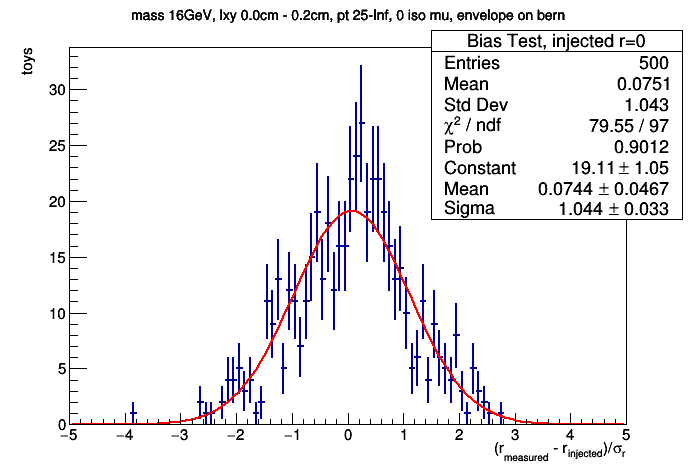 mass 16GeV, lxy 0.0cm - 0.2cm, pt 25-Inf, 0 iso mu, envelope on bern
Bias Test, injected r=0
Entries 500
Mean 0.0751
Std Dev 1.043
χ² / ndf 79.55 / 97
Prob 0.9012
Constant 19.11 ± 1.05
Mean 0.0744 ± 0.0467
Sigma 1.044 ± 0.033
toys
30
25
20
15
10
5
0
−5 −4 −3 −2 −1 0 1 2 3 4 5
(r_measured - r_injected)/σ_r